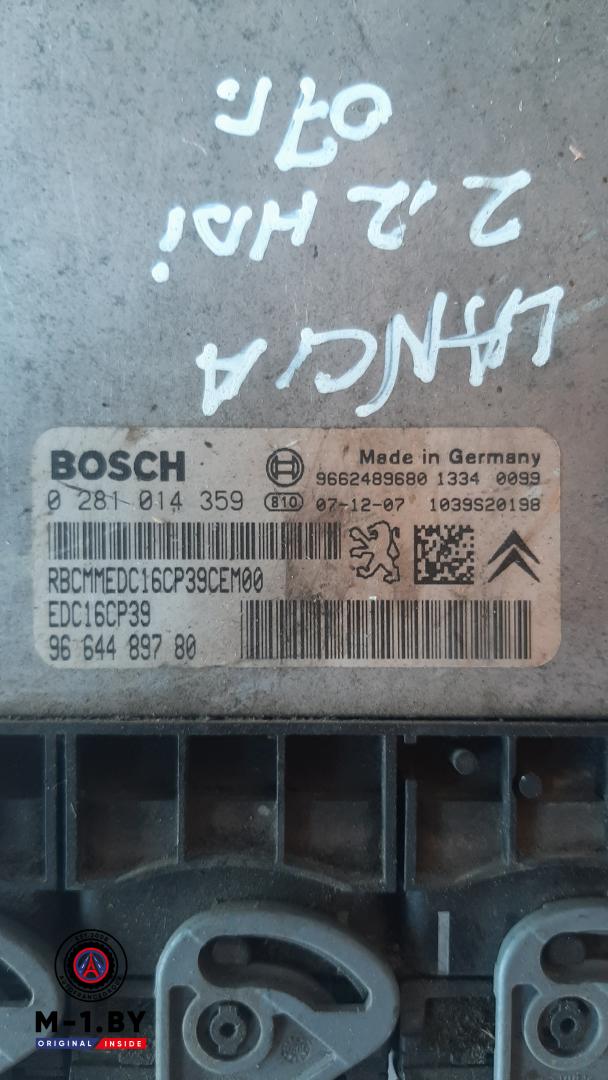 LANCIA
2.2 HDi
07г.
BOSCH
Made in Germany
9662489680 1334 0099
0 281 014 359 810 07-12-07 1039S20198
RBCMMEDC16CP39CEM00
EDC16CP39
96 644 897 80
M-1.BY
ORIGINAL INSIDE